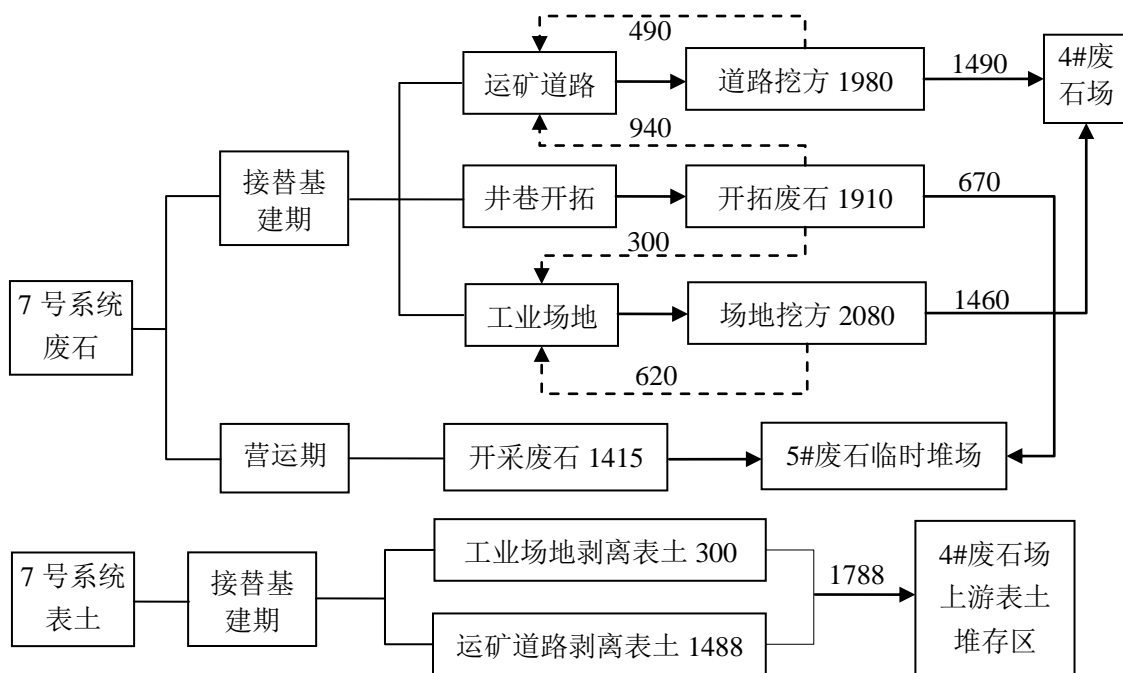 490
运矿道路
道路挖方 1980
1490
4#废
石场
940
接替基
建期
井巷开拓
开拓废石 1910
670
300
7 号系统
废石
工业场地
场地挖方 2080
1460
620
营运期
开采废石 1415
5#废石临时堆场
7 号系统
表土
接替基
建期
工业场地剥离表土 300
运矿道路剥离表土 1488
1788
4#废石场
上游表土
堆存区